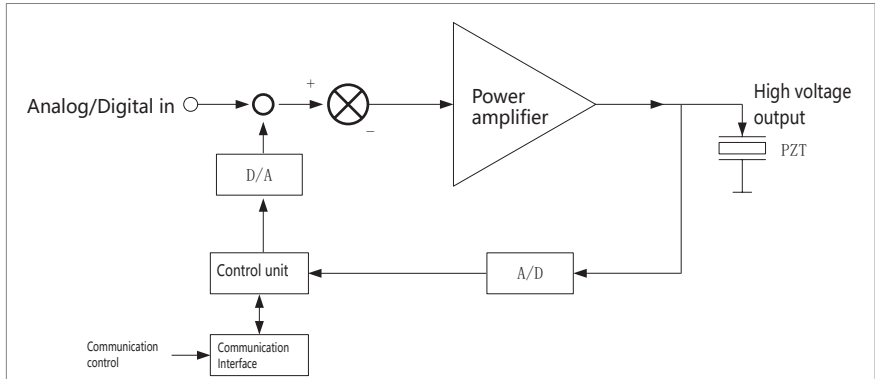 Analog/Digital in
+
−
Power
amplifier
High voltage
output
PZT
D/A
Control unit
A/D
Communication
control
Communication
Interface